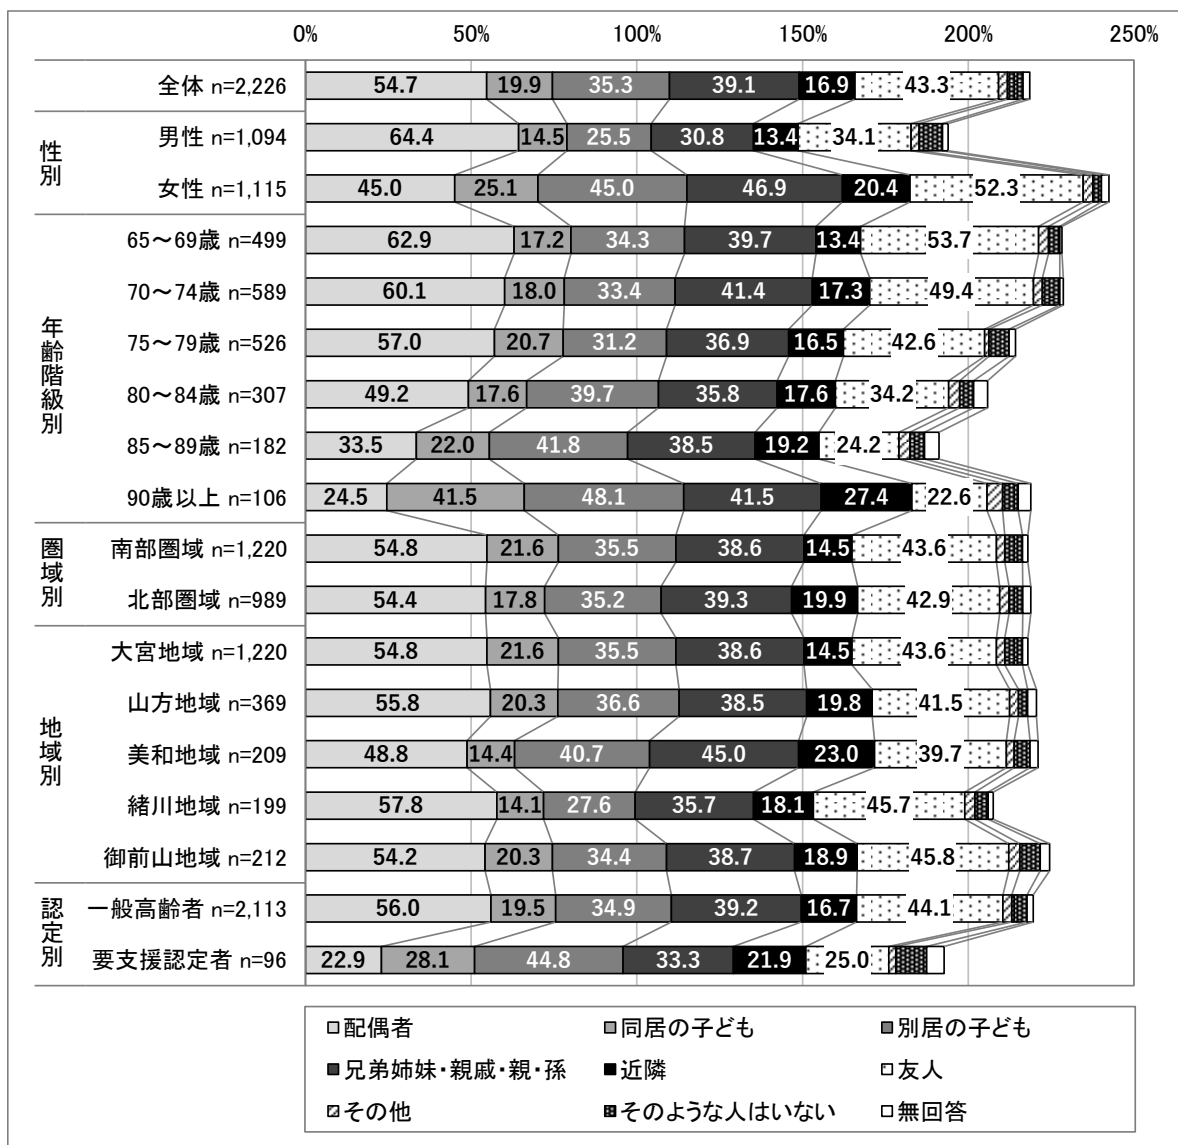 0% 50% 100% 150% 200% 250%
全体 n=2,226 54.7 19.9 35.3 39.1 16.9 43.3
性別
男性 n=1,094 64.4 14.5 25.5 30.8 13.4 34.1
女性 n=1,115 45.0 25.1 45.0 46.9 20.4 52.3
年齢階級別
65～69歳 n=499 62.9 17.2 34.3 39.7 13.4 53.7
70～74歳 n=589 60.1 18.0 33.4 41.4 17.3 49.4
75～79歳 n=526 57.0 20.7 31.2 36.9 16.5 42.6
80～84歳 n=307 49.2 17.6 39.7 35.8 17.6 34.2
85～89歳 n=182 33.5 22.0 41.8 38.5 19.2 24.2
90歳以上 n=106 24.5 41.5 48.1 41.5 27.4 22.6
圏域別
南部圏域 n=1,220 54.8 21.6 35.5 38.6 14.5 43.6
北部圏域 n=989 54.4 17.8 35.2 39.3 19.9 42.9
地域別
大宮地域 n=1,220 54.8 21.6 35.5 38.6 14.5 43.6
山方地域 n=369 55.8 20.3 36.6 38.5 19.8 41.5
美和地域 n=209 48.8 14.4 40.7 45.0 23.0 39.7
緒川地域 n=199 57.8 14.1 27.6 35.7 18.1 45.7
御前山地域 n=212 54.2 20.3 34.4 38.7 18.9 45.8
認定別
一般高齢者 n=2,113 56.0 19.5 34.9 39.2 16.7 44.1
要支援認定者 n=96 22.9 28.1 44.8 33.3 21.9 25.0
配偶者 同居の子ども 別居の子ども
兄弟姉妹・親戚・親・孫 近隣 友人
その他 そのような人はいない 無回答